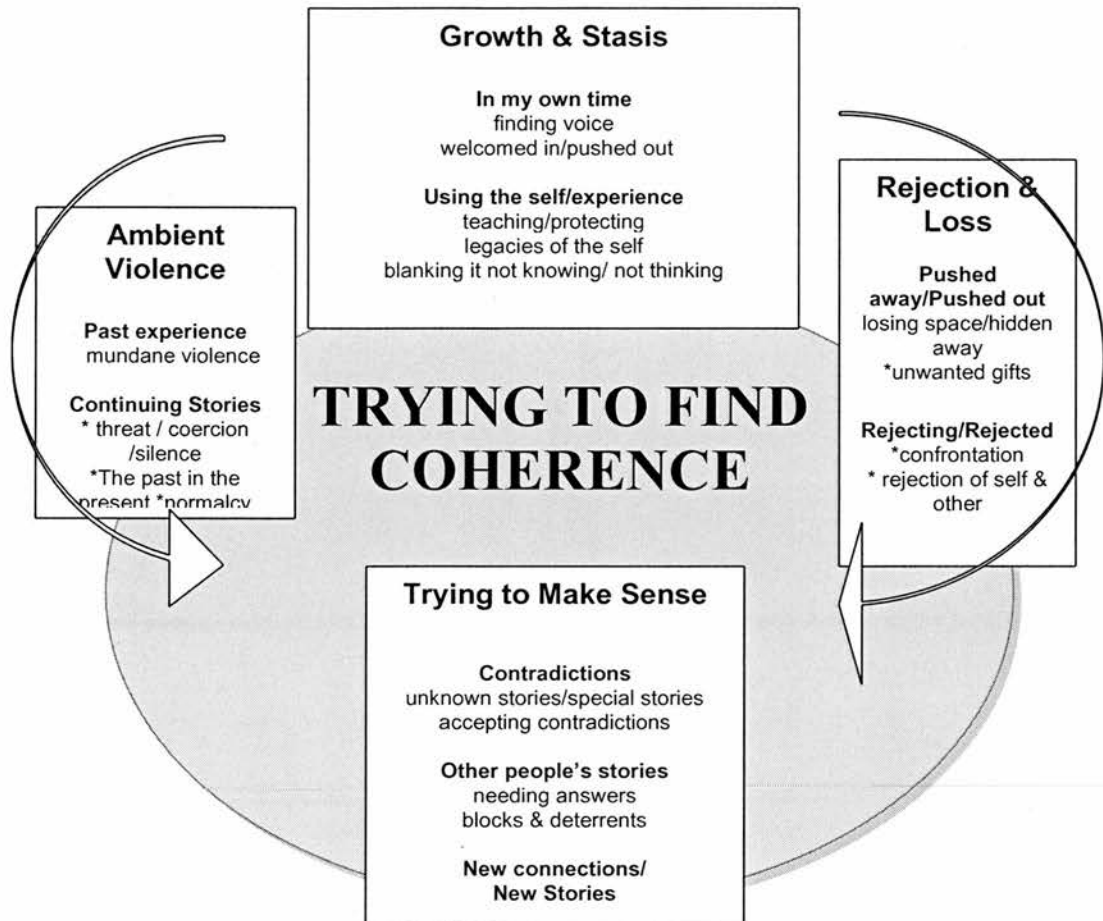 Growth & Stasis
In my own time
finding voice
welcomed in/pushed out
Using the self/experience
teaching/protecting
legacies of the self
blanking it not knowing/ not thinking
Ambient
Violence
Past experience
mundane violence
Continuing Stories
* threat / coercion
/silence
*The past in the
present *normalcy
Rejection &
Loss
Pushed
away/Pushed out
losing space/hidden
away
*unwanted gifts
Rejecting/Rejected
*confrontation
* rejection of self &
other
TRYING TO FIND
COHERENCE
Trying to Make Sense
Contradictions
unknown stories/special stories
accepting contradictions
Other people's stories
needing answers
blocks & deterrents
New connections/
New Stories